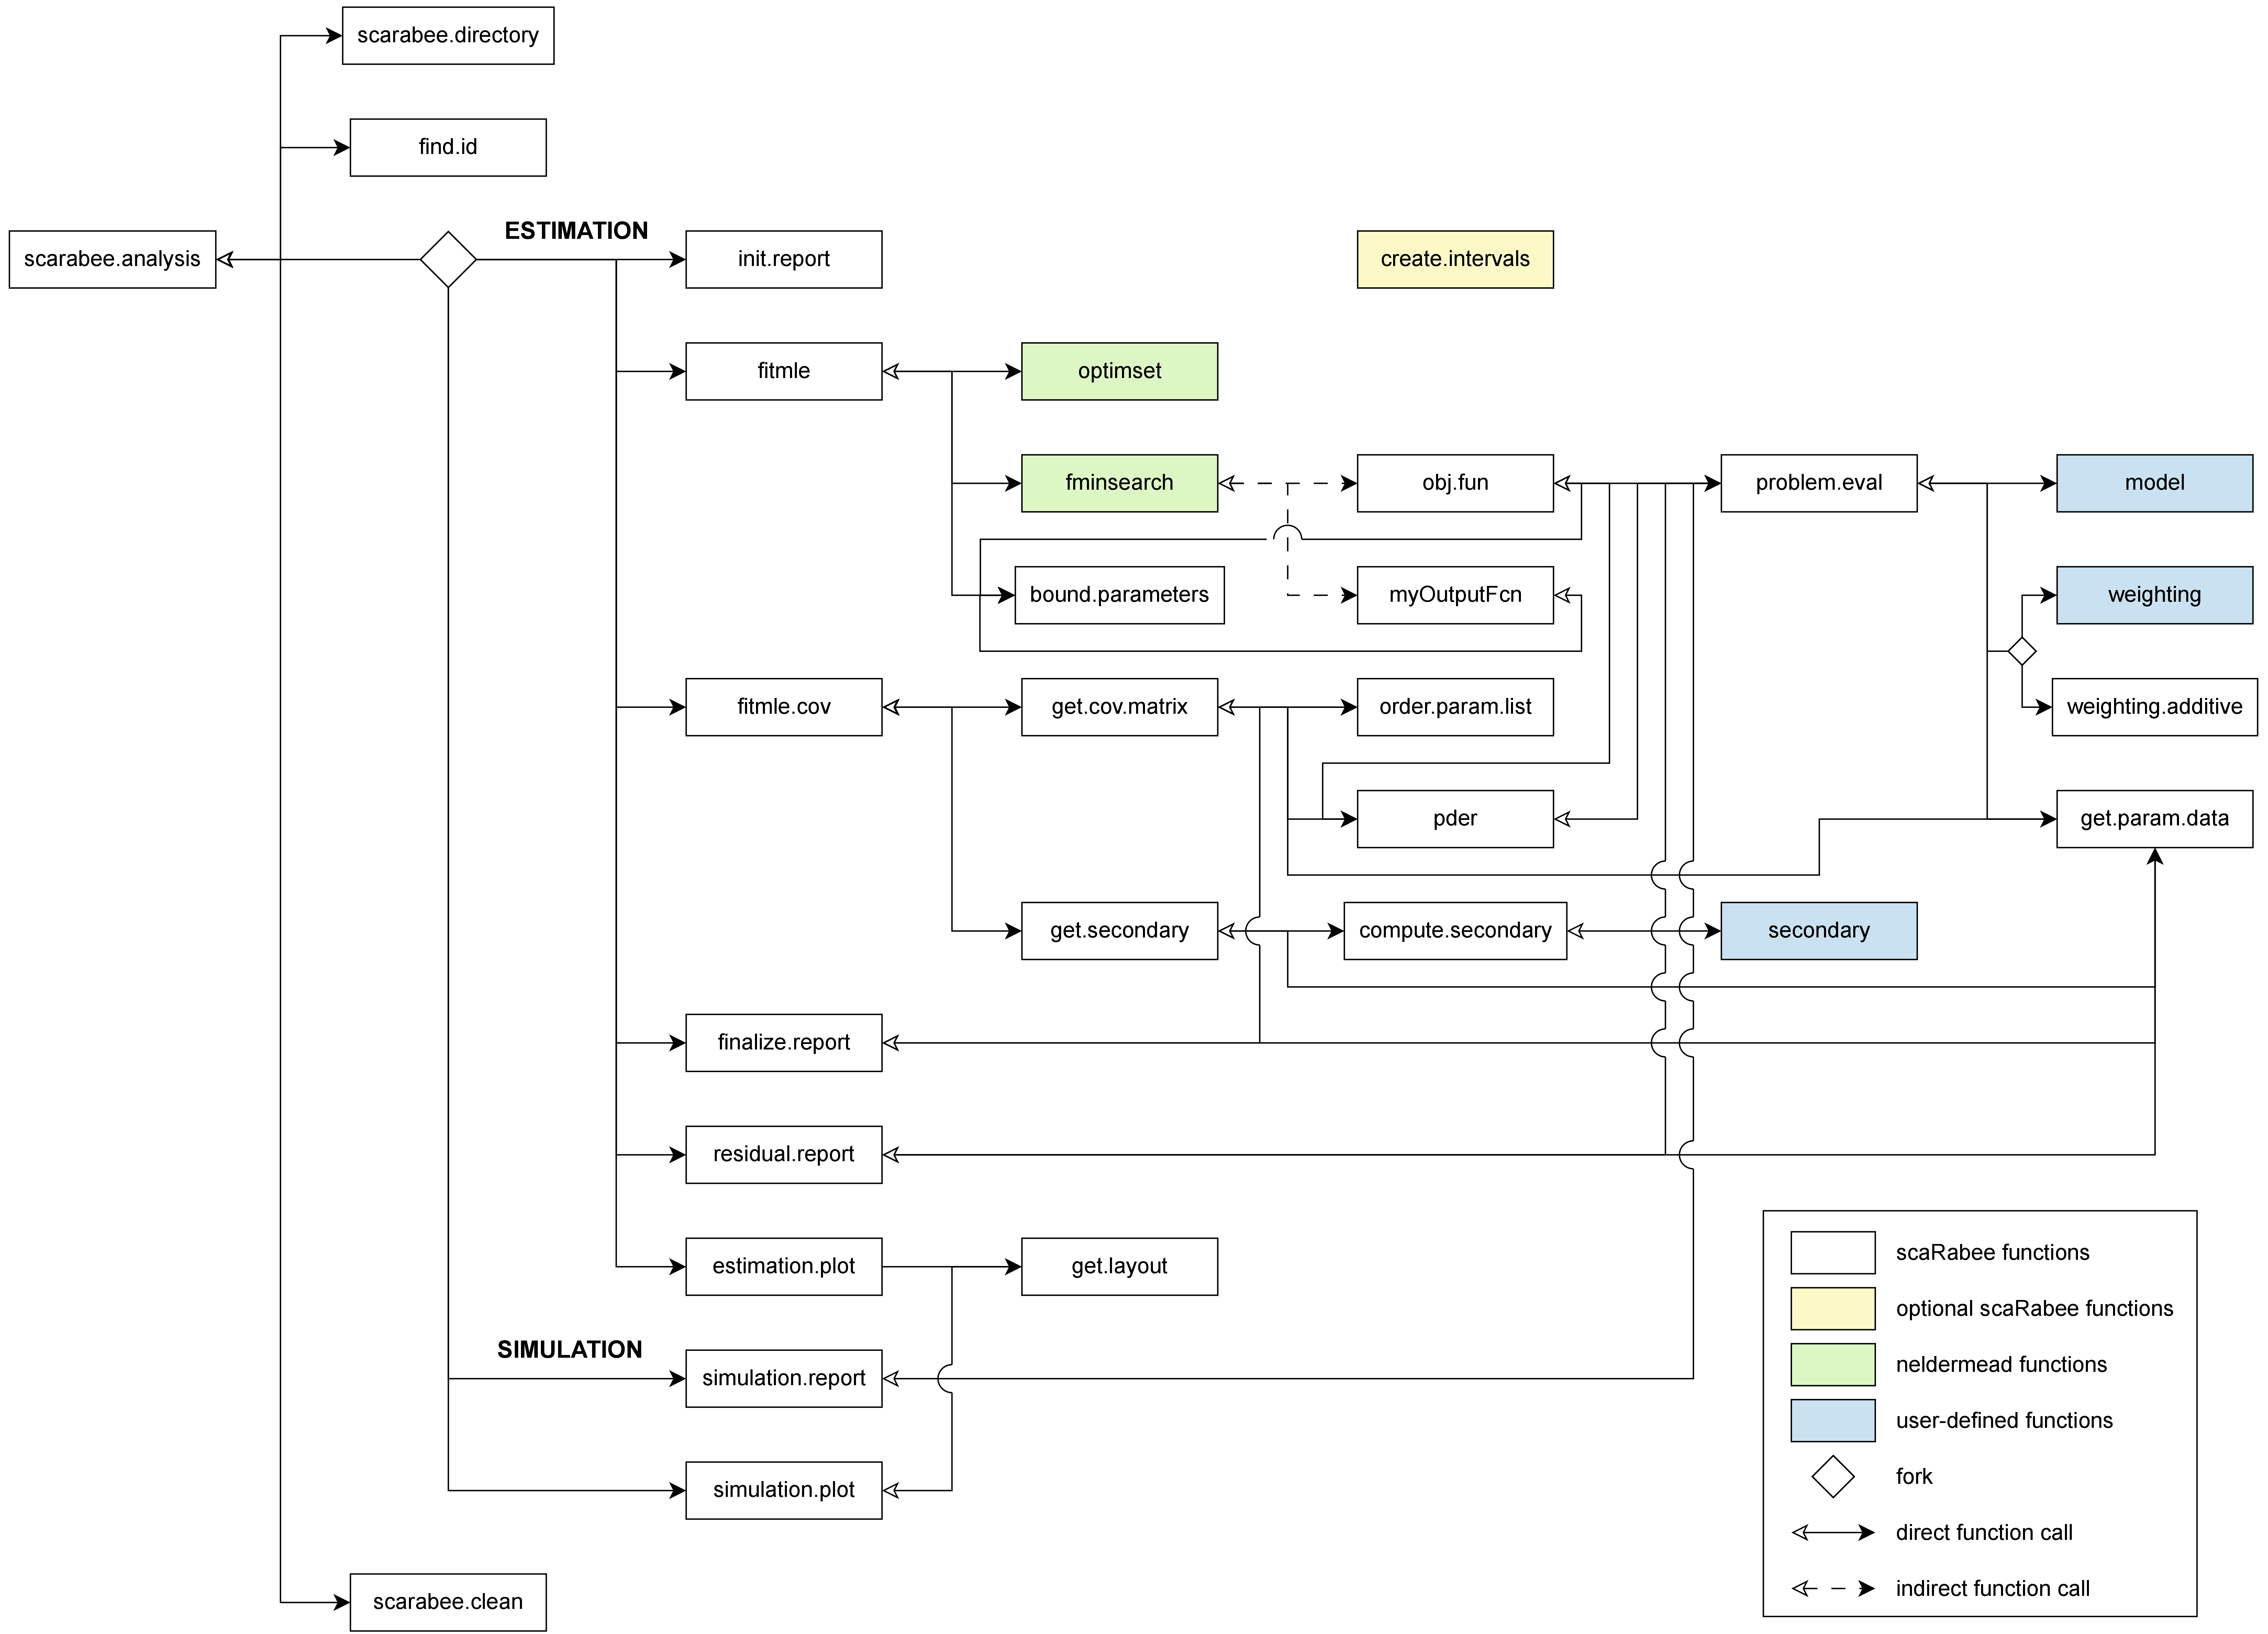 scarabee.directory
find.id
ESTIMATION
scarabee.analysis
init.report
create.intervals
fitmle
optimset
fminsearch
obj.fun
problem.eval
model
bound.parameters
myOutputFcn
weighting
fitmle.cov
get.cov.matrix
order.param.list
weighting.additive
pder
get.param.data
get.secondary
compute.secondary
secondary
finalize.report
residual.report
estimation.plot
get.layout
SIMULATION
simulation.report
simulation.plot
scarabee.clean
scaRabee functions
optional scaRabee functions
neldermead functions
user-defined functions
fork
direct function call
indirect function call